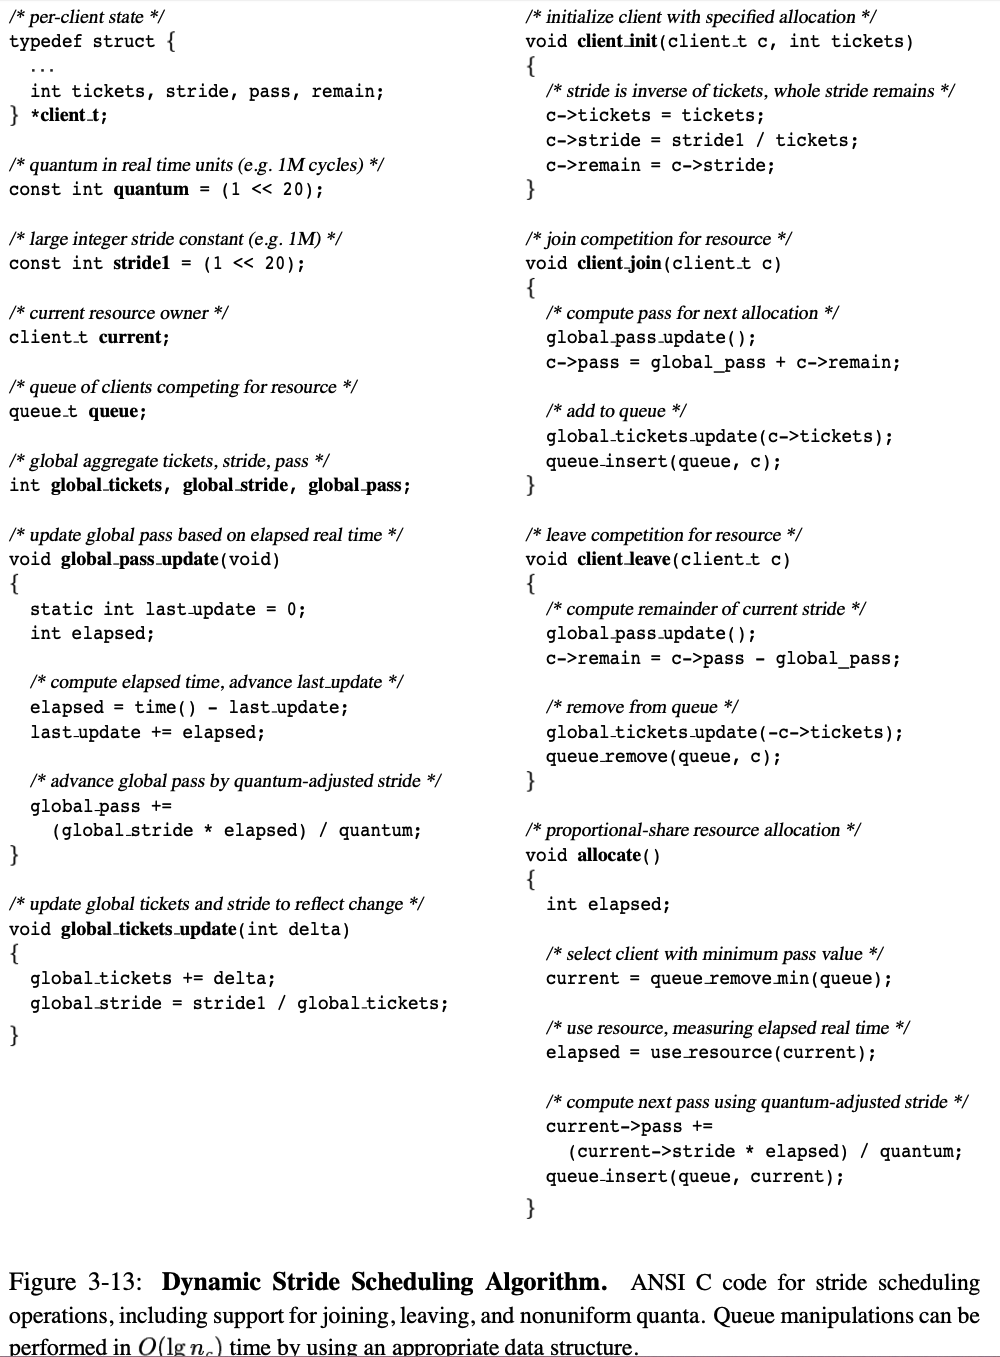 /* per-client state */
typedef struct {
...
int tickets, stride, pass, remain;
} *client_t;
/* quantum in real time units (e.g. 1M cycles) */
const int quantum = (1 << 20);
/* large integer stride constant (e.g. 1M) */
const int stride1 = (1 << 20);
/* current resource owner */
client_t current;
/* queue of clients competing for resource */
queue_t queue;
/* global aggregate tickets, stride, pass */
int global_tickets, global_stride, global_pass;
/* update global pass based on elapsed real time */
void global_pass_update(void)
{
static int last_update = 0;
int elapsed;
/* compute elapsed time, advance last_update */
elapsed = time() - last_update;
last_update += elapsed;
/* advance global pass by quantum-adjusted stride */
global_pass +=
(global_stride * elapsed) / quantum;
}
/* update global tickets and stride to reflect change */
void global_tickets_update(int delta)
{
global_tickets += delta;
global_stride = stride1 / global_tickets;
}
/* initialize client with specified allocation */
void client_init(client_t c, int tickets)
{
/* stride is inverse of tickets, whole stride remains */
c->tickets = tickets;
c->stride = stride1 / tickets;
c->remain = c->stride;
}
/* join competition for resource */
void client_join(client_t c)
{
/* compute pass for next allocation */
global_pass_update();
c->pass = global_pass + c->remain;
/* add to queue */
global_tickets_update(c->tickets);
queue_insert(queue, c);
}
/* leave competition for resource */
void client_leave(client_t c)
{
/* compute remainder of current stride */
global_pass_update();
c->remain = c->pass - global_pass;
/* remove from queue */
global_tickets_update(-c->tickets);
queue_remove(queue, c);
}
/* proportional-share resource allocation */
void allocate()
{
int elapsed;
/* select client with minimum pass value */
current = queue_remove_min(queue);
/* use resource, measuring elapsed real time */
elapsed = use_resource(current);
/* compute next pass using quantum-adjusted stride */
current->pass +=
(current->stride * elapsed) / quantum;
queue_insert(queue, current);
}
Figure 3-13: Dynamic Stride Scheduling Algorithm. ANSI C code for stride scheduling
operations, including support for joining, leaving, and nonuniform quanta. Queue manipulations can be
performed in O(lg n_c) time by using an appropriate data structure.